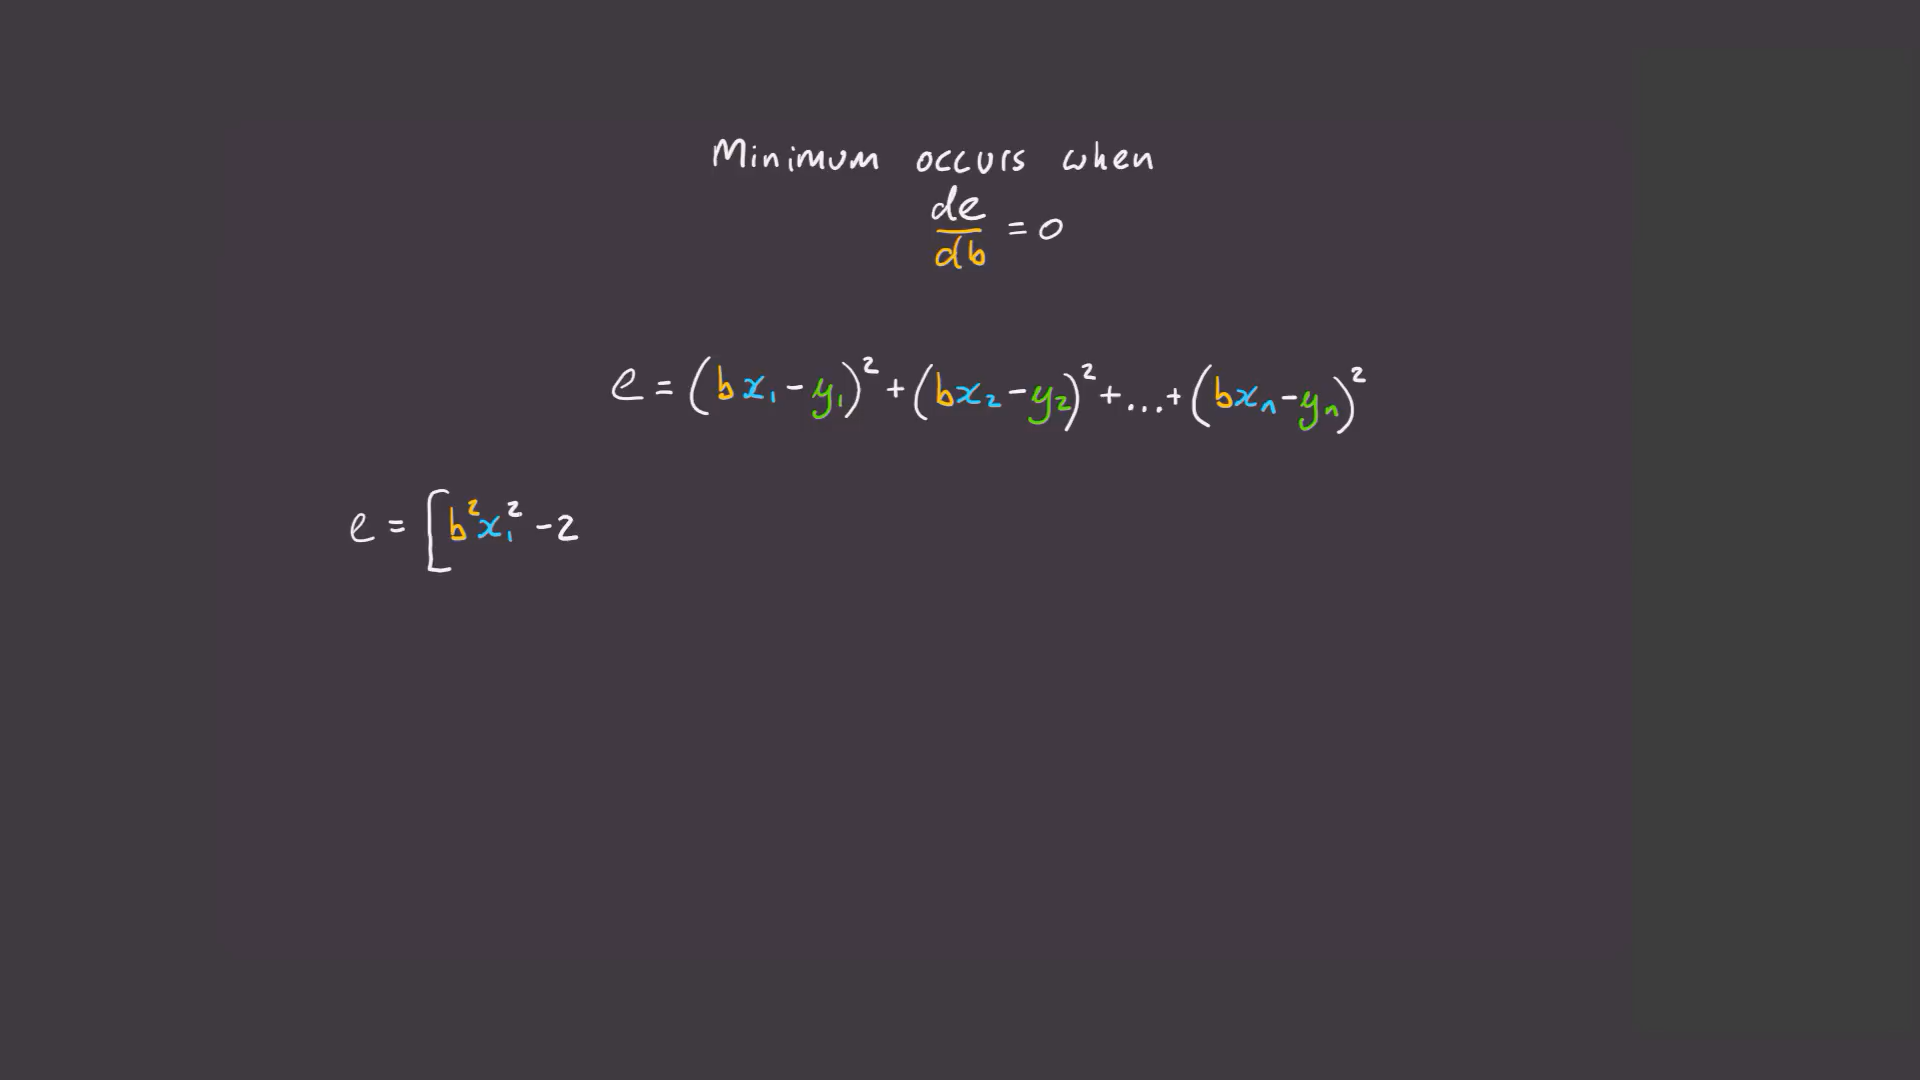 Minimum occurs when
de/db = 0
e = (bx₁ - y₁)² + (bx₂ - y₂)² + ... + (bxₙ - yₙ)²
e = [b²x₁² - 2